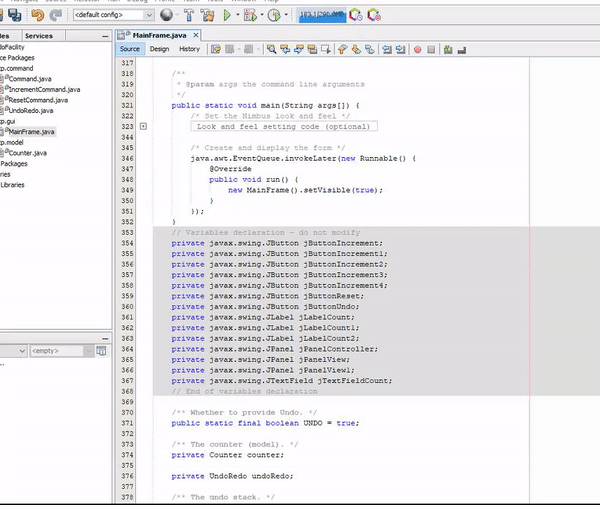 <default config>
Services
Source
Design
History
MainFrame.java
doFacility
ce Packages
cp.command
Command.java
IncrementCommand.java
ResetCommand.java
UndoRedo.java
cp.gui
MainFrame.java
cp.model
Counter.java
Packages
Libraries
<empty>
317
318 /**
319 * @param args the command line arguments
320 */
321 public static void main(String args[]) {
322 /* Set the Nimbus look and feel */
323 Look and feel setting code (optional)
344
345 /* Create and display the form */
346 java.awt.EventQueue.invokeLater(new Runnable() {
347 @Override
348 public void run() {
349 new MainFrame().setVisible(true);
350 }
351 });
352 }
353 // Variables declaration - do not modify
354 private javax.swing.JButton jButtonIncrement;
355 private javax.swing.JButton jButtonIncrement1;
356 private javax.swing.JButton jButtonIncrement2;
357 private javax.swing.JButton jButtonIncrement3;
358 private javax.swing.JButton jButtonIncrement4;
359 private javax.swing.JButton jButtonReset;
360 private javax.swing.JButton jButtonUndo;
361 private javax.swing.JLabel jLabelCount;
362 private javax.swing.JLabel jLabelCount1;
363 private javax.swing.JLabel jLabelCount2;
364 private javax.swing.JPanel jPanelController;
365 private javax.swing.JPanel jPanelView;
366 private javax.swing.JPanel jPanelView1;
367 private javax.swing.JTextField jTextFieldCount;
368 // End of variables declaration
369
370 /** Whether to provide Undo. */
371 public static final boolean UNDO = true;
372
373 /** The counter (model). */
374 private Counter counter;
375
376 private UndoRedo undoRedo;
377
378 /** The undo stack. */